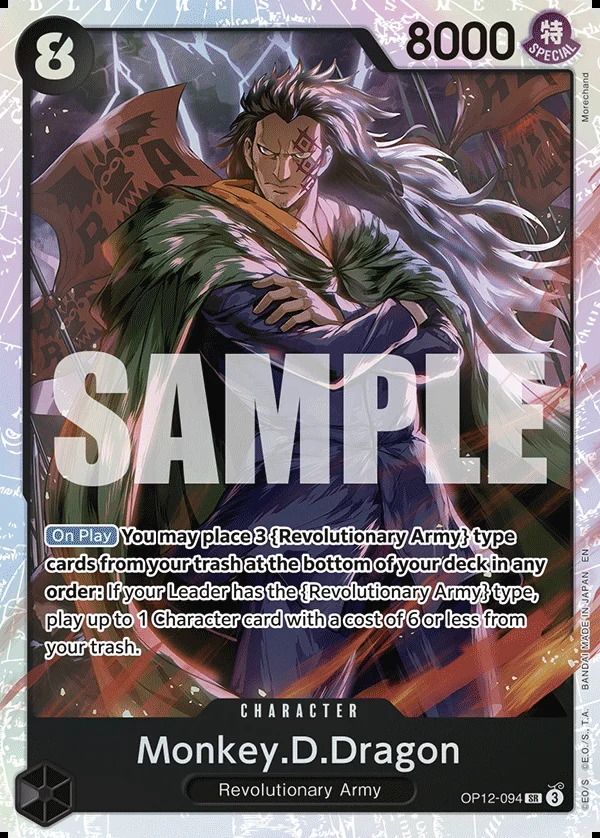 8
8000
特
SPECIAL
Morechand
R A
SAMPLE
On Play You may place 3 {Revolutionary Army} type
cards from your trash at the bottom of your deck in any
order: If your Leader has the {Revolutionary Army} type,
play up to 1 Character card with a cost of 6 or less from
your trash.
CHARACTER
Monkey.D.Dragon
Revolutionary Army
OP12-094 SR 3
©EO/S ©E.O./S., T.A. BANDAI MADE IN JAPAN EN